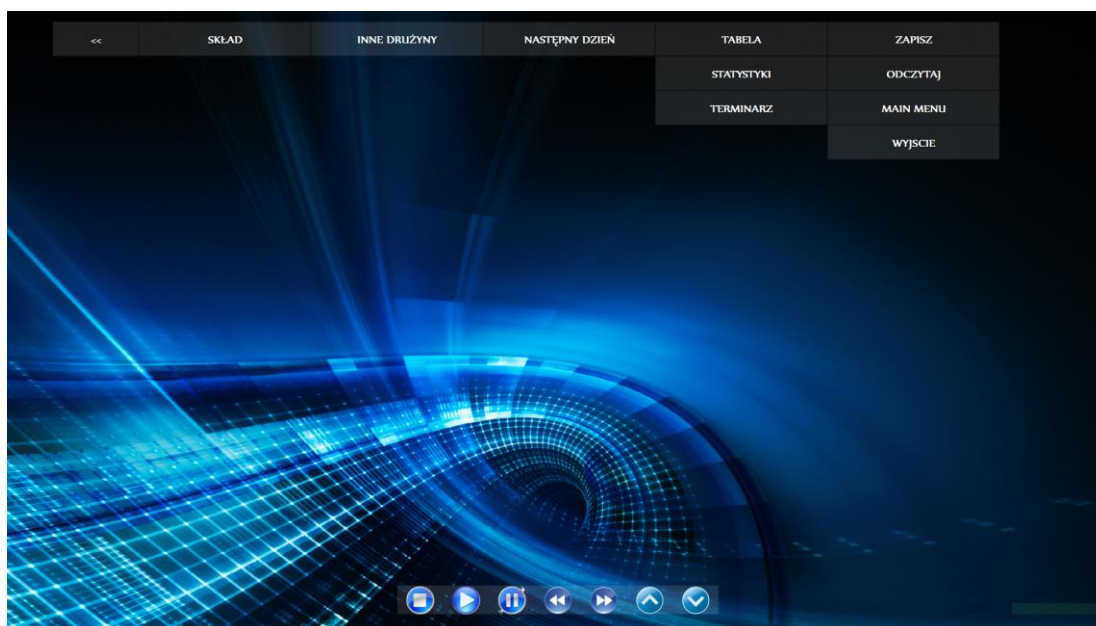 << SKŁAD INNE DRUŻYNY NASTĘPNY DZIEŃ TABELA ZAPISZ
STATYSTYKI ODCZYTAJ
TERMINARZ MAIN MENU
WYJSCIE